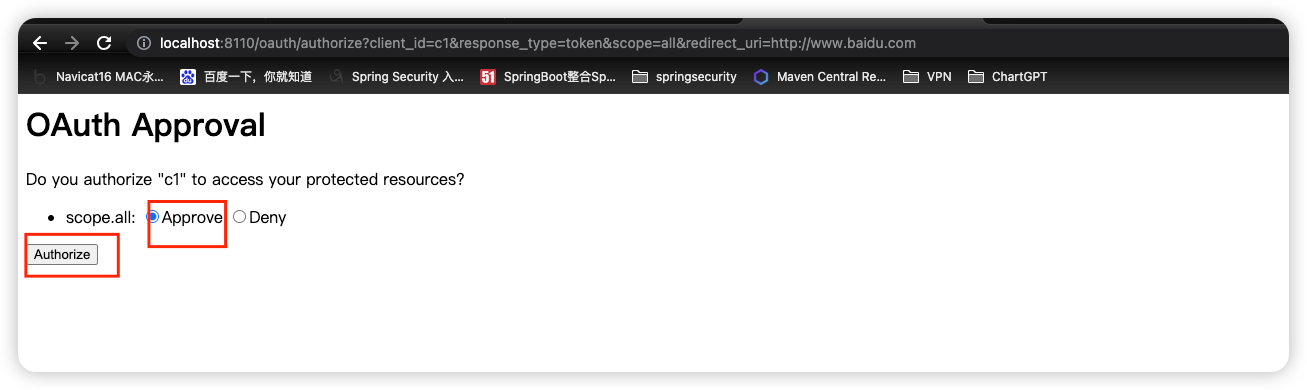 localhost:8110/oauth/authorize?client_id=c1&response_type=token&scope=all&redirect_uri=http://www.baidu.com
Navicat16 MAC永... 百度一下，你就知道 Spring Security 入... 51 SpringBoot整合Sp... springsecurity Maven Central Re... VPN ChartGPT
OAuth Approval
Do you authorize "c1" to access your protected resources?
• scope.all: Approve Deny
Authorize